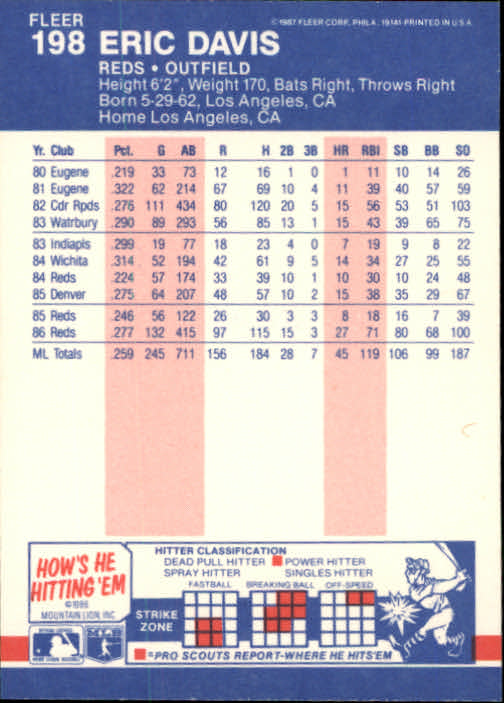 FLEER
© 1987 FLEER CORP. PHILA. 19141-PRINTED IN U.S.A.
198 ERIC DAVIS
REDS • OUTFIELD
Height 6'2", Weight 170, Bats Right, Throws Right
Born 5-29-62, Los Angeles, CA
Home Los Angeles, CA
Yr. Club Pct. G AB R H 2B 3B HR RBI SB BB SO
80 Eugene .219 33 73 12 16 1 0 1 11 10 14 26
81 Eugene .322 62 214 67 69 10 4 11 39 40 57 59
82 Cdr Rpds .276 111 434 80 120 20 5 15 56 53 51 103
83 Watrbury .290 89 293 56 85 13 1 15 43 39 65 75
83 Indiapls .299 19 77 18 23 4 0 7 19 9 8 22
84 Wichita .314 52 194 42 61 9 5 14 34 27 25 55
84 Reds .224 57 174 33 39 10 1 10 30 10 24 48
85 Denver .275 64 207 48 57 10 2 15 38 35 29 67
85 Reds .246 56 122 26 30 3 3 8 18 16 7 39
86 Reds .277 132 415 97 115 15 3 27 71 80 68 100
ML Totals .259 245 711 156 184 28 7 45 119 106 99 187
HOW'S HE
HITTING 'EM
©1986
MOUNTAIN LION, INC
HITTER CLASSIFICATION
DEAD PULL HITTER POWER HITTER
SPRAY HITTER SINGLES HITTER
FASTBALL BREAKING BALL OFF-SPEED
STRIKE
ZONE
=PRO SCOUTS REPORT-WHERE HE HITS 'EM